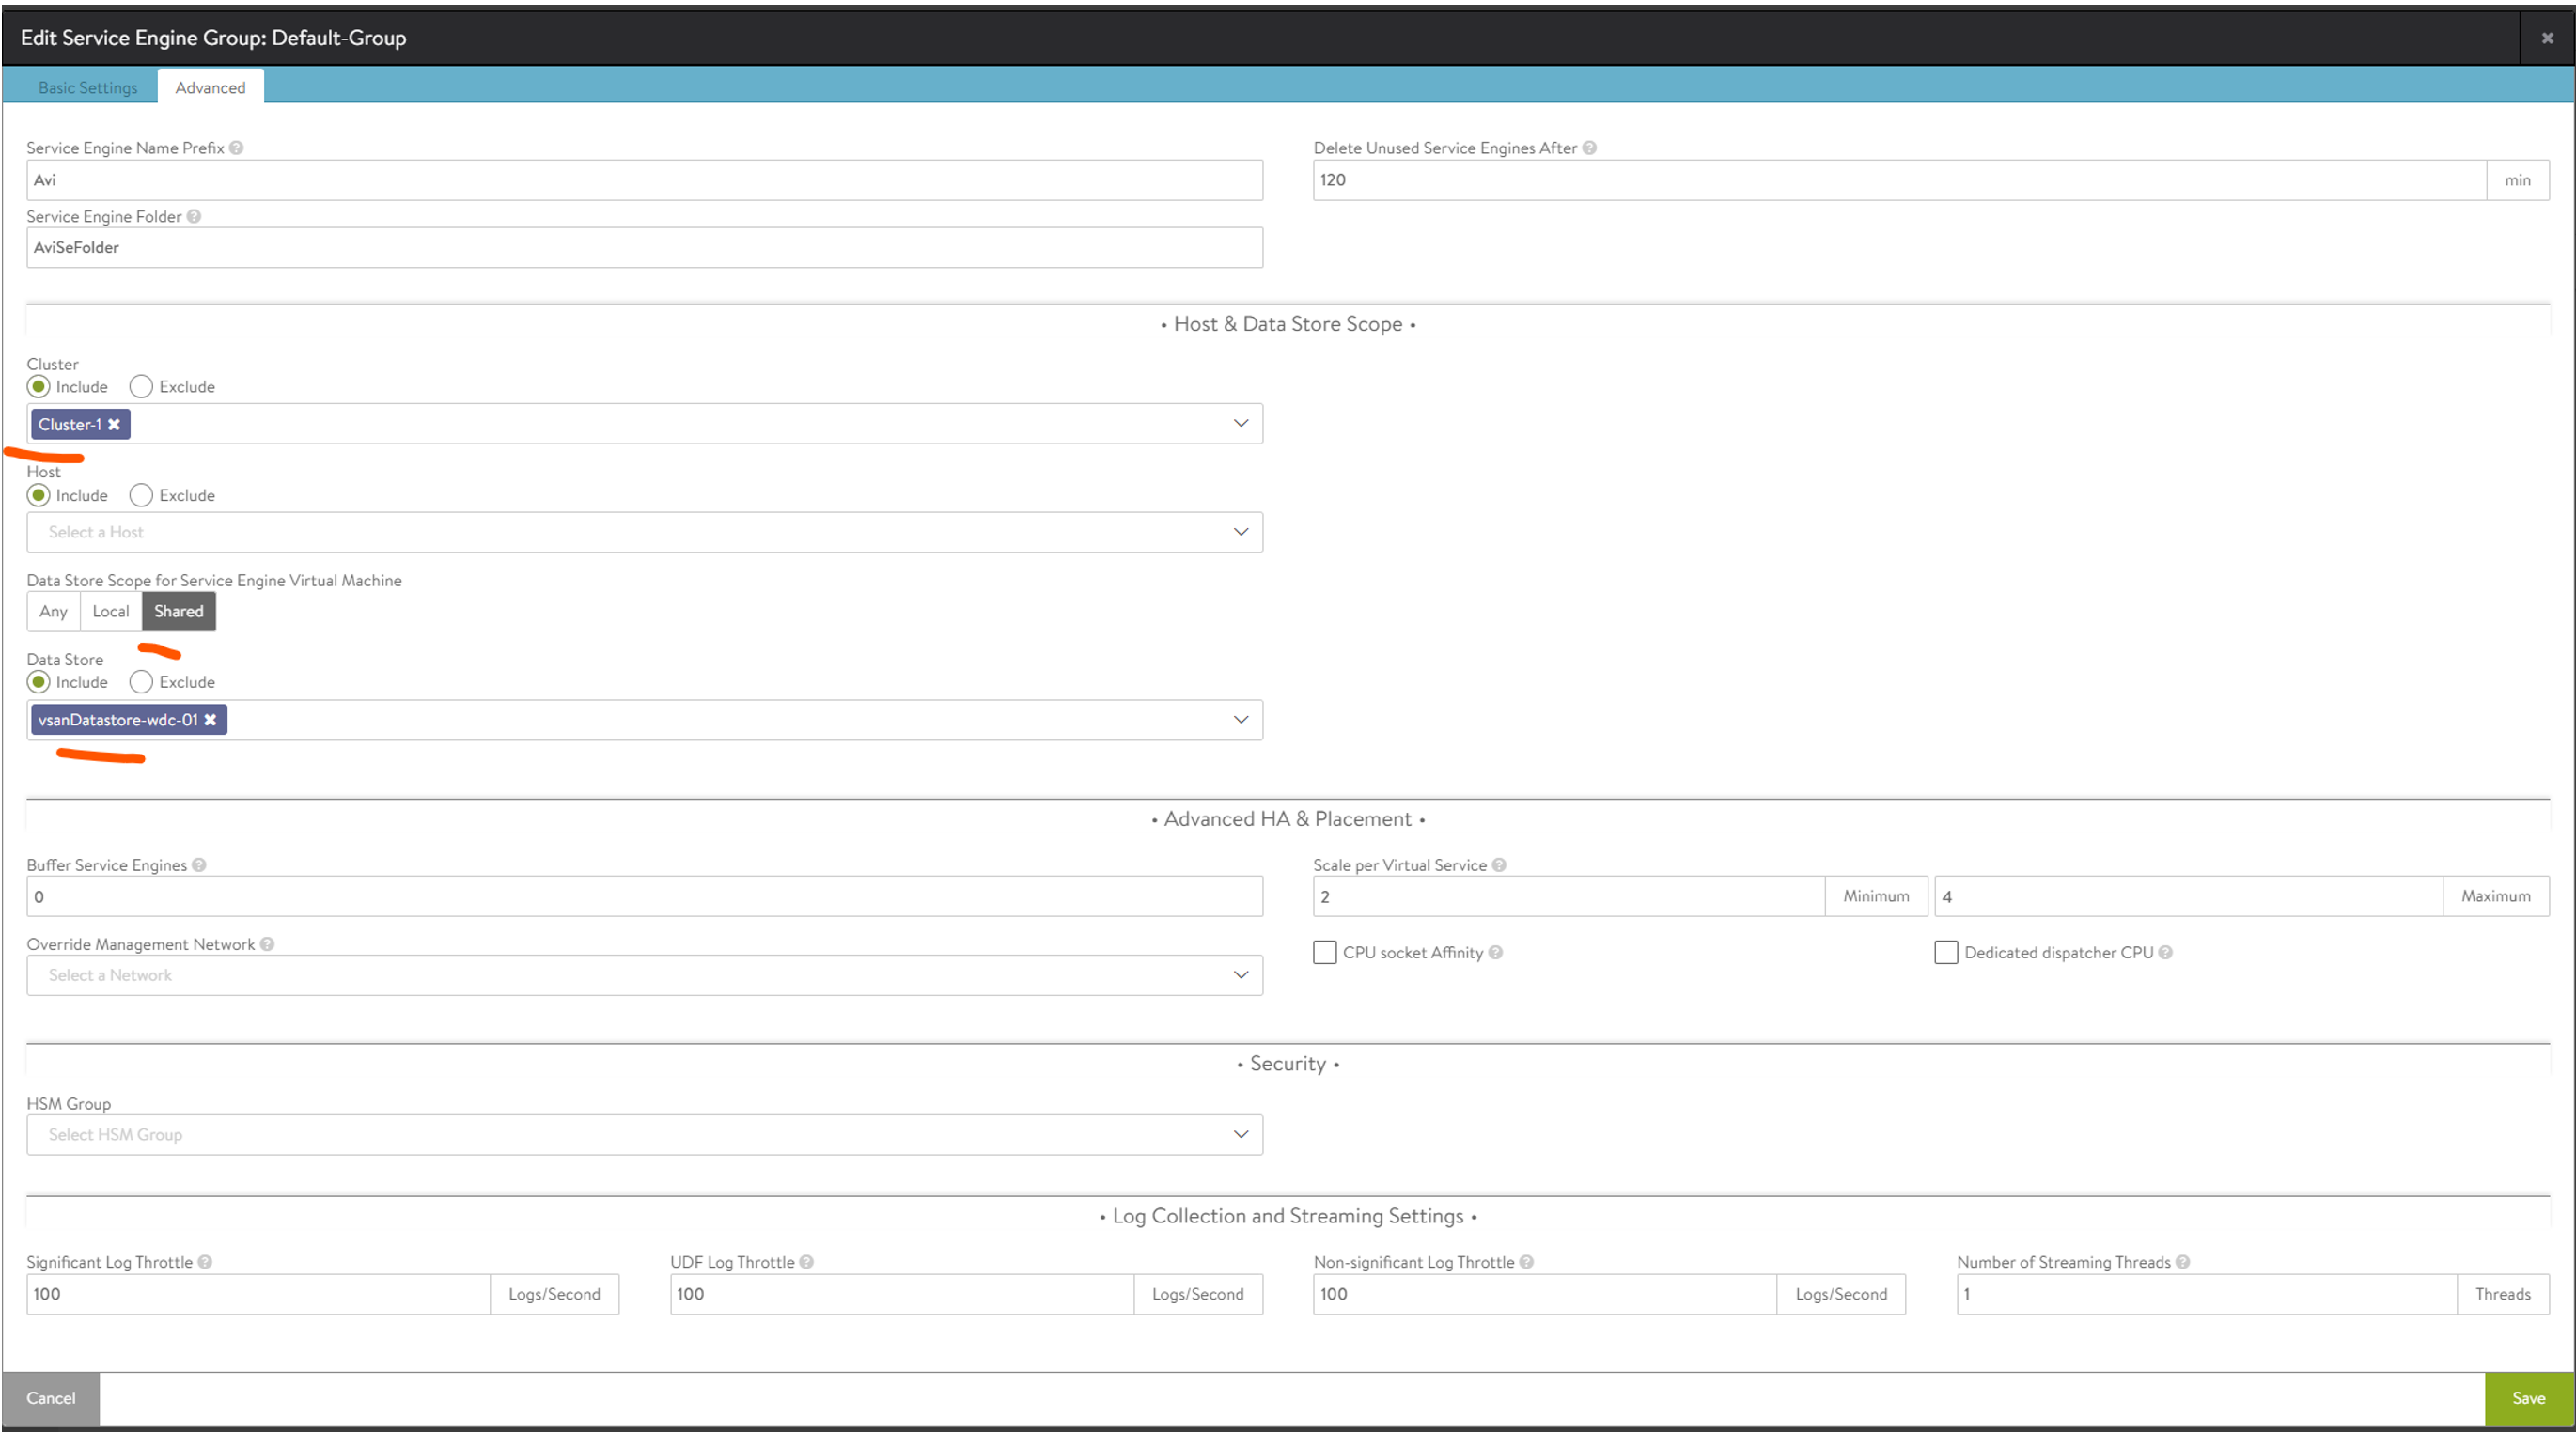 Edit Service Engine Group: Default-Group
Basic Settings Advanced
Service Engine Name Prefix ? Delete Unused Service Engines After ?
Avi 120 min
Service Engine Folder ?
AviSeFolder
• Host & Data Store Scope •
Cluster
Include Exclude
Cluster-1
Host
Include Exclude
Select a Host
Data Store Scope for Service Engine Virtual Machine
Any Local Shared
Data Store
Include Exclude
vsanDatastore-wdc-01
• Advanced HA & Placement •
Buffer Service Engines ? Scale per Virtual Service ?
0 2 Minimum 4 Maximum
Override Management Network ? CPU socket Affinity ? Dedicated dispatcher CPU ?
Select a Network
• Security •
HSM Group
Select HSM Group
• Log Collection and Streaming Settings •
Significant Log Throttle ? UDF Log Throttle ? Non-significant Log Throttle ? Number of Streaming Threads ?
100 Logs/Second 100 Logs/Second 100 Logs/Second 1 Threads
Cancel Save